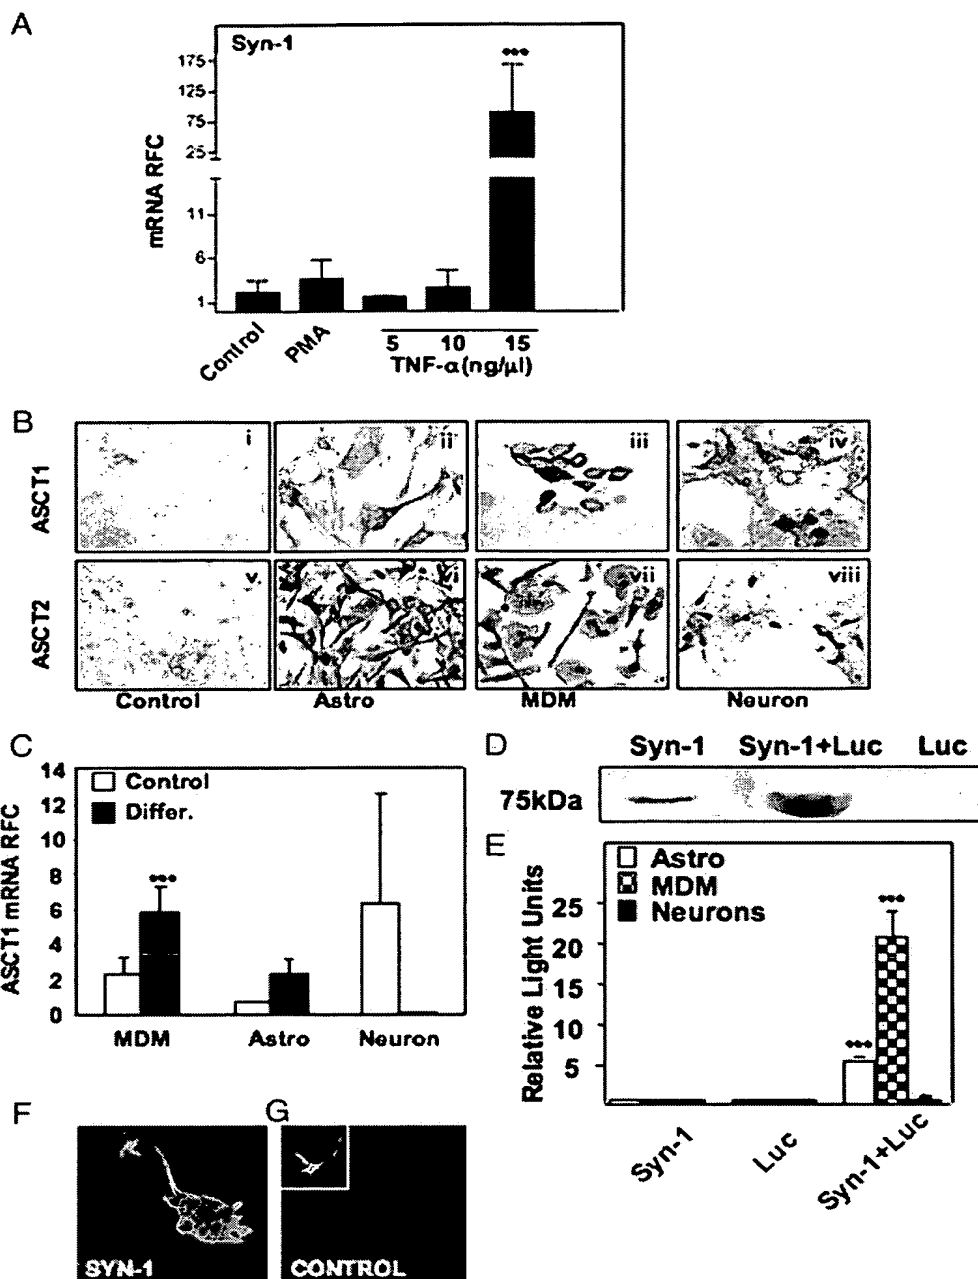 A
Syn-1
mRNA RFC
175
125
75
25
11
6
1
***
Control
PMA
5 10 15
TNF-α(ng/µl)
B
ASCT1
i
ii
iii
iv
ASCT2
v
vi
vii
viii
Control
Astro
MDM
Neuron
C
ASCT1 mRNA RFC
14
12
10
8
6
4
2
0
Control
Differ.
***
MDM
Astro
Neuron
D
Syn-1 Syn-1+Luc Luc
75kDa
E
Relative Light Units
25
20
15
10
5
Astro
MDM
Neurons
***
***
Syn-1
Luc
Syn-1+Luc
F
SYN-1
G
CONTROL